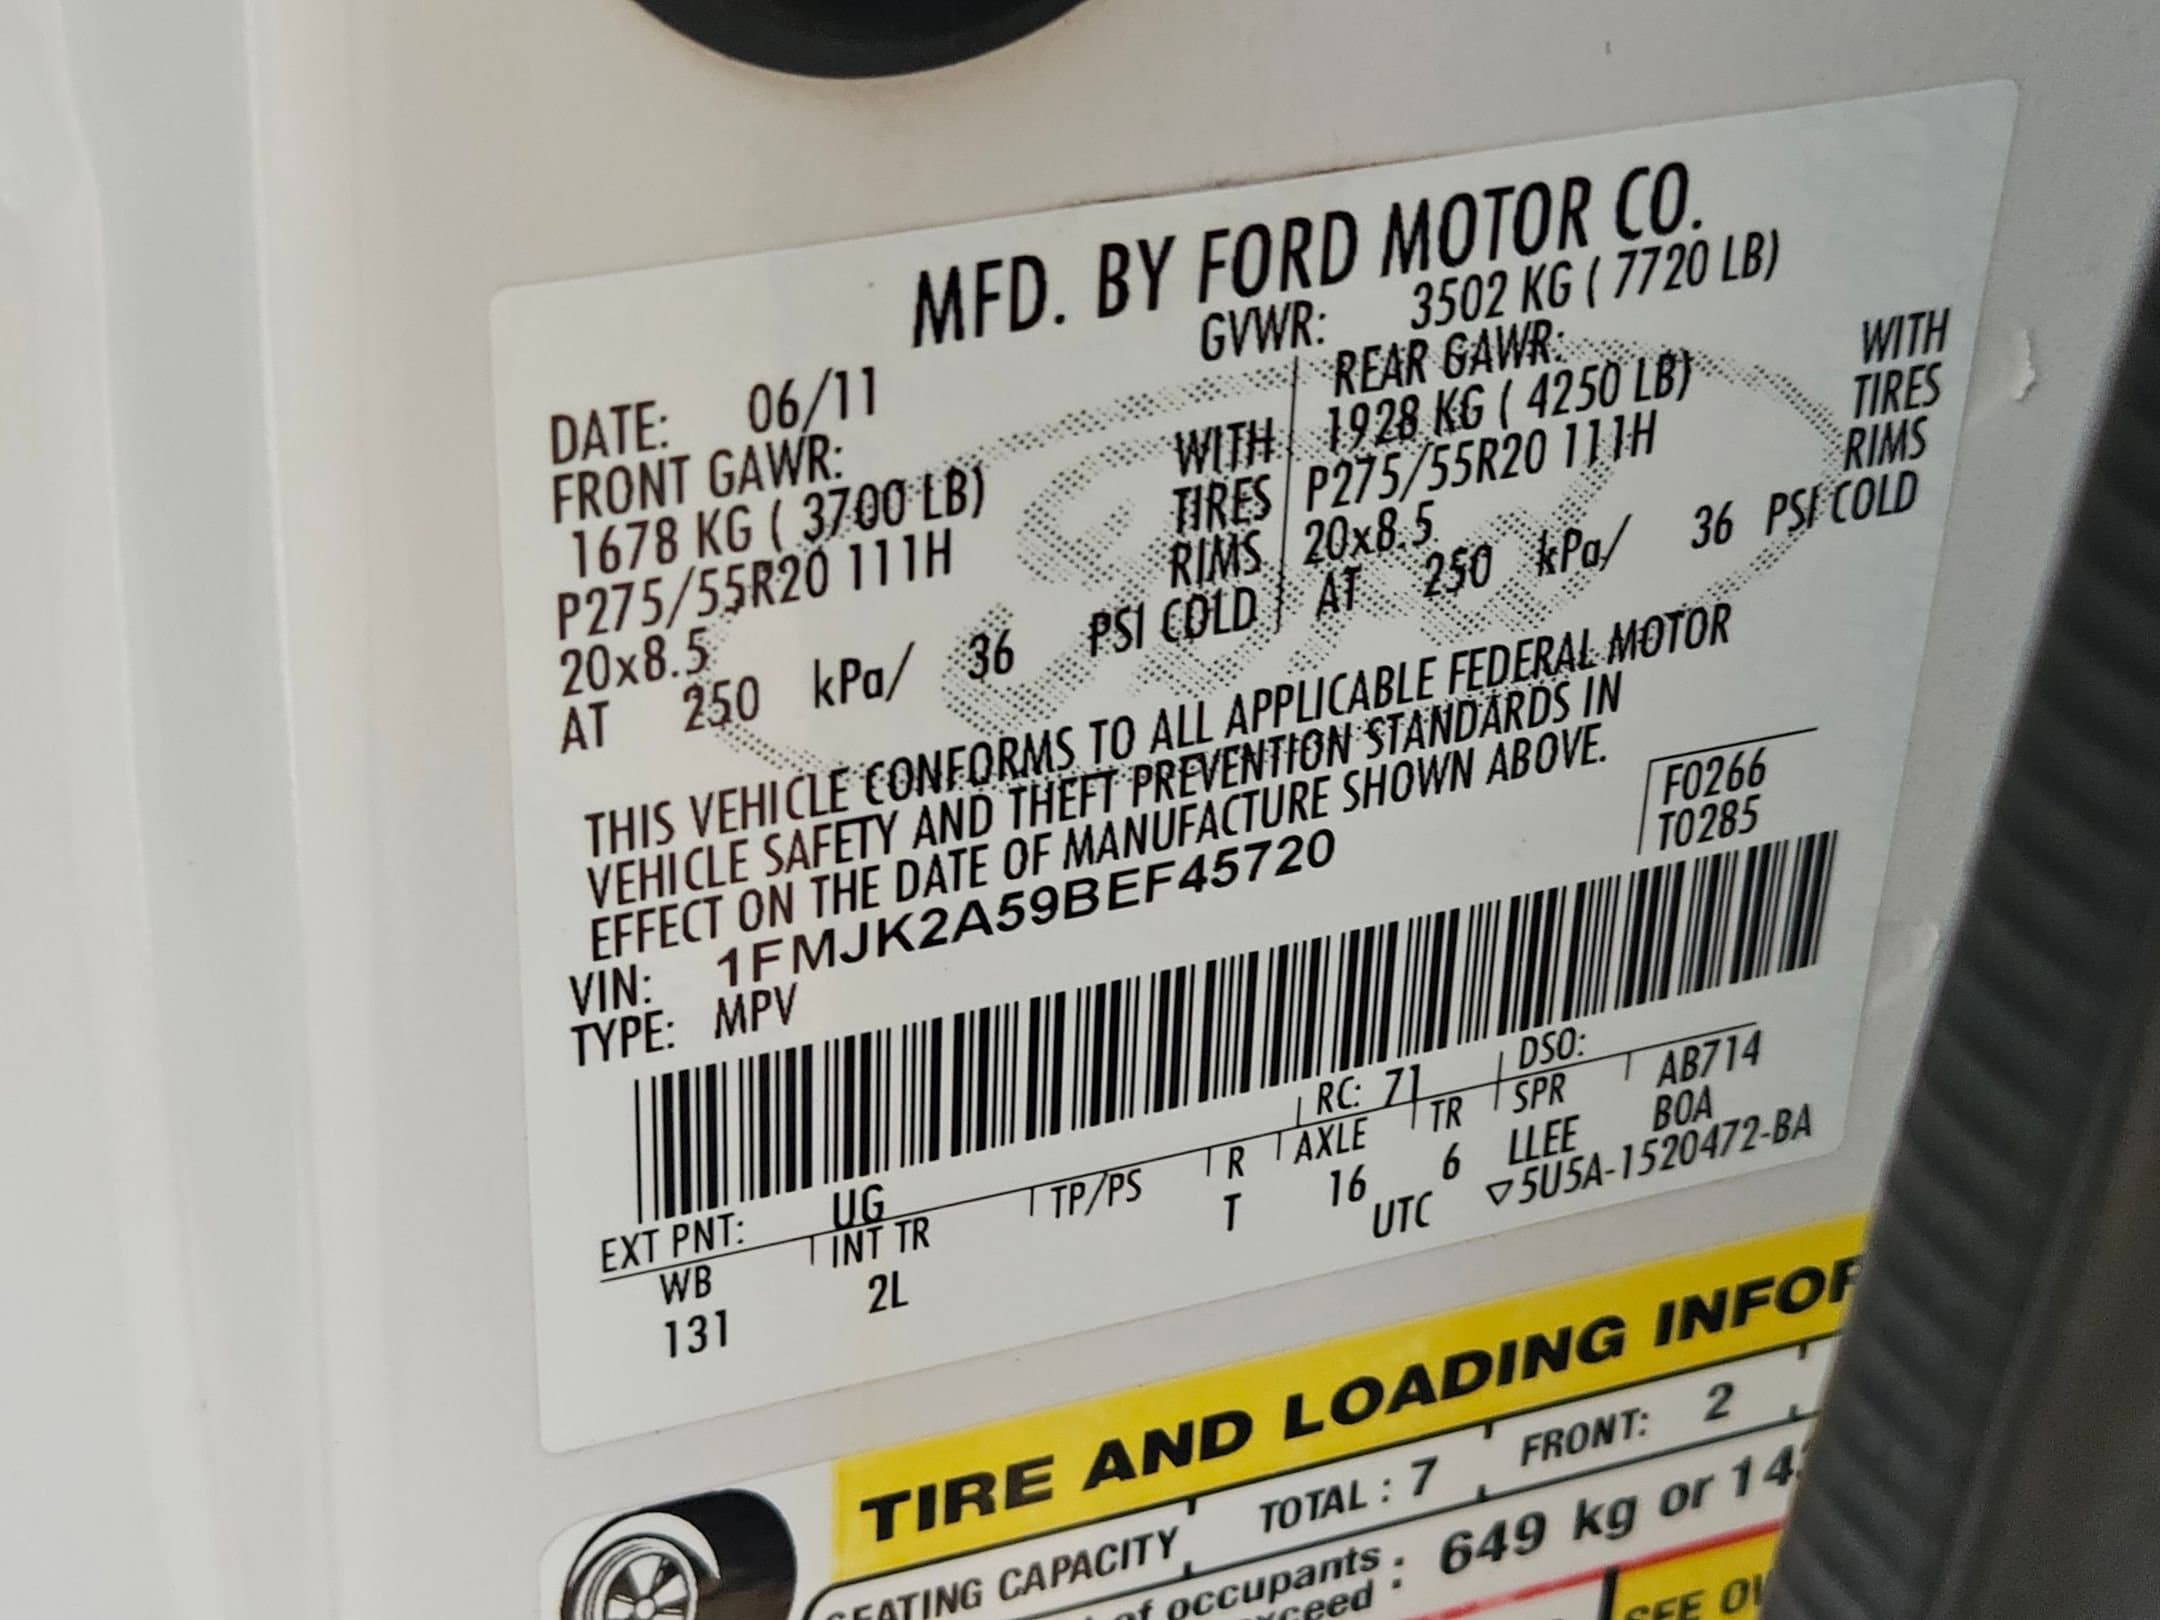 MFD. BY FORD MOTOR CO.
DATE: 06/11 GVWR: 3502 KG ( 7720 LB)
FRONT GAWR: REAR GAWR:
1678 KG ( 3700 LB) WITH 1928 KG ( 4250 LB) WITH
P275/55R20 111H TIRES P275/55R20 111H TIRES
20x8.5 RIMS 20x8.5 RIMS
AT 250 kPa/ 36 PSI COLD AT 250 kPa/ 36 PSI COLD
THIS VEHICLE CONFORMS TO ALL APPLICABLE FEDERAL MOTOR
VEHICLE SAFETY AND THEFT PREVENTION STANDARDS IN
EFFECT ON THE DATE OF MANUFACTURE SHOWN ABOVE.
F0266
T0285
VIN: 1FMJK2A59BEF45720
TYPE: MPV
EXT PNT: UG RC: 71 DSO: AB714
WB INT TR TP/PS R AXLE TR SPR BOA
131 2L T 16 6 LLEE
UTC ▽5U5A-1520472-BA
TIRE AND LOADING INFOR
SEATING CAPACITY TOTAL : 7 FRONT: 2
of occupants : 649 kg or 143
xceed :
SEE OW